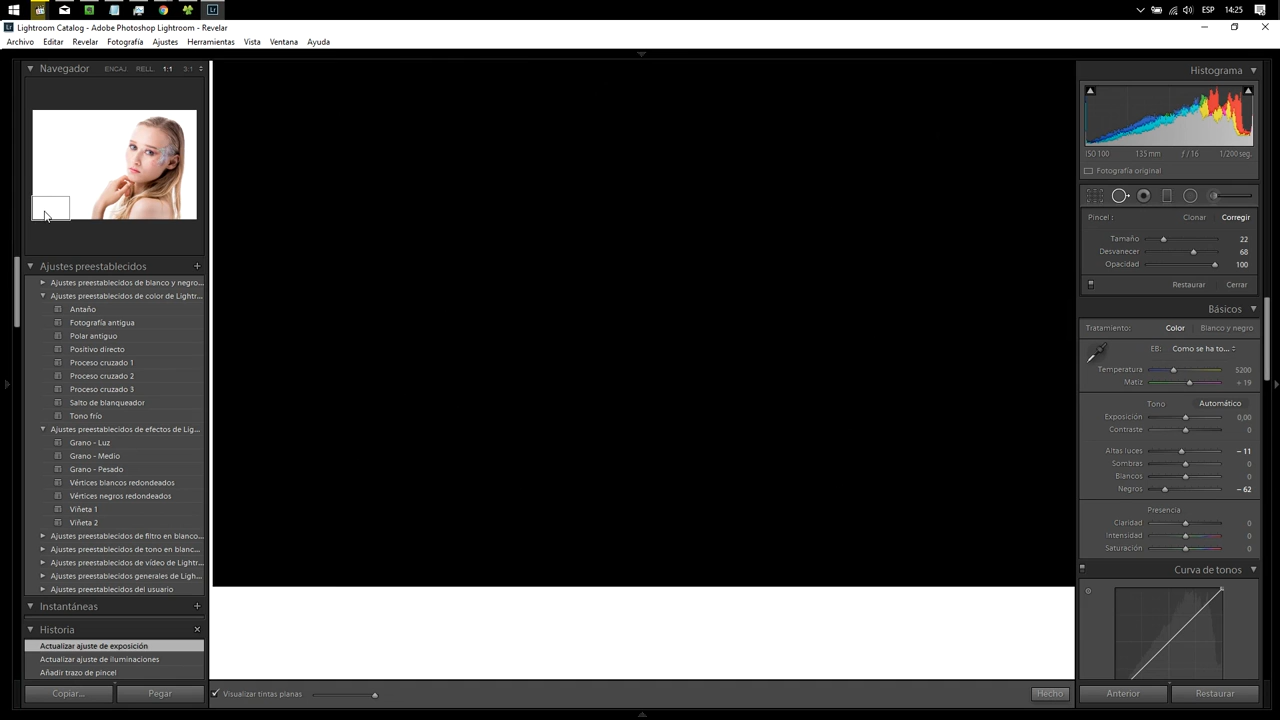 ESP 14:25
Lightroom Catalog - Adobe Photoshop Lightroom - Revelar
Archivo Editar Revelar Fotografía Ajustes Herramientas Vista Ventana Ayuda
Navegador ENCAJ. RELL. 1:1 3:1
Ajustes preestablecidos +
Ajustes preestablecidos de blanco y negro...
Ajustes preestablecidos de color de Lightr...
Antaño
Fotografía antigua
Polar antiguo
Positivo directo
Proceso cruzado 1
Proceso cruzado 2
Proceso cruzado 3
Salto de blanqueador
Tono frío
Ajustes preestablecidos de efectos de Lig...
Grano - Luz
Grano - Medio
Grano - Pesado
Vértices blancos redondeados
Vértices negros redondeados
Viñeta 1
Viñeta 2
Ajustes preestablecidos de filtro en blanco...
Ajustes preestablecidos de tono en blanc...
Ajustes preestablecidos de vídeo de Lightr...
Ajustes preestablecidos generales de Ligh...
Ajustes preestablecidos del usuario
Instantáneas +
Historia ×
Actualizar ajuste de exposición
Actualizar ajuste de iluminaciones
Añadir trazo de pincel
Copiar... Pegar
Visualizar tintas planas
Hecho
Histograma
ISO 100 135 mm ƒ / 16 1/200 seg.
Fotografía original
Pincel : Clonar Corregir
Tamaño 22
Desvanecer 68
Opacidad 100
Restaurar Cerrar
Básicos
Tratamiento: Color Blanco y negro
EB: Como se ha to...
Temperatura 5200
Matiz + 19
Tono Automático
Exposición 0,00
Contraste 0
Altas luces − 11
Sombras 0
Blancos 0
Negros − 62
Presencia
Claridad 0
Intensidad 0
Saturación 0
Curva de tonos
Anterior Restaurar